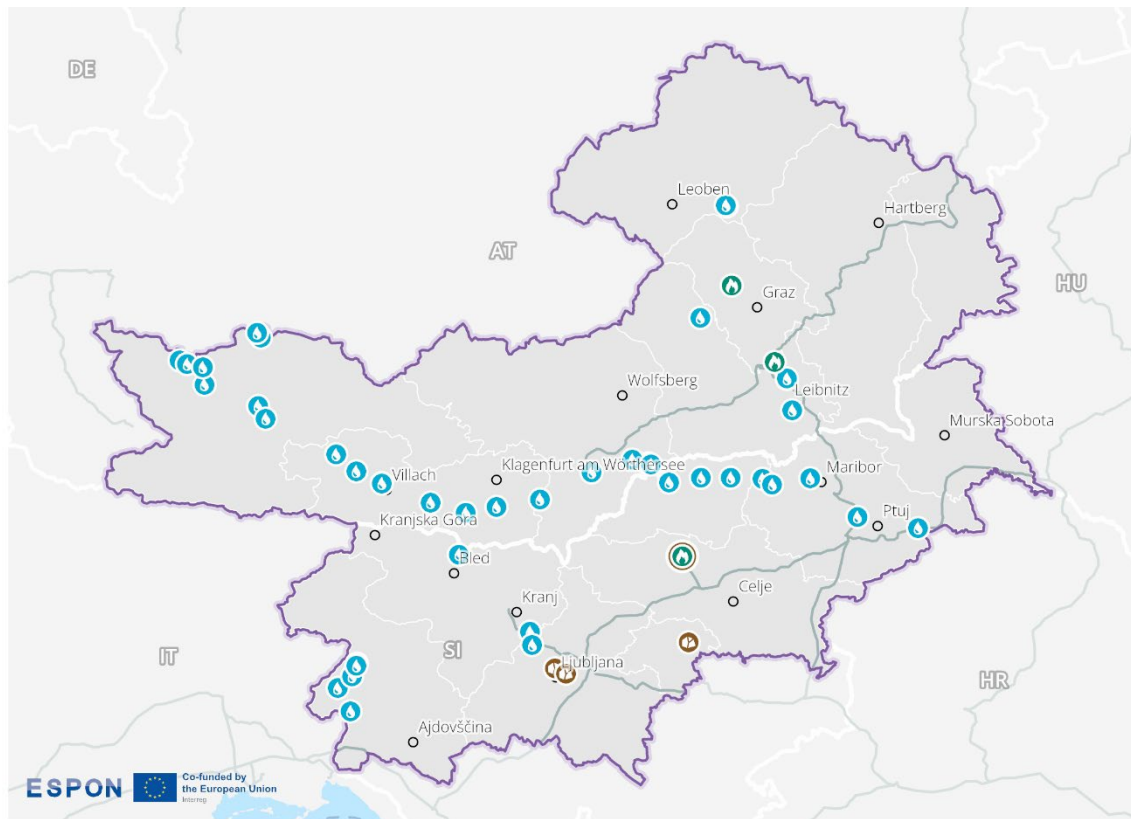 DE
Leoben
Hartberg
AT
HU
Graz
Wolfsberg
Leibnitz
Murska Sobota
Klagenfurt am Wörthersee
Villach
Maribor
Kranjska Gora
Ptuj
Bled
Celje
Kranj
IT
SI
Ljubljana
HR
Ajdovščina
ESPON
Co-funded by
the European Union
Interreg